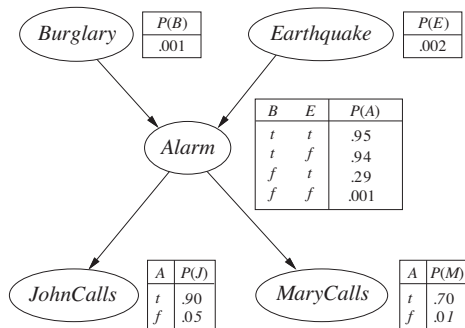 Burglary
P(B)
.001
Earthquake
P(E)
.002
Alarm
B E P(A)
t t .95
t f .94
f t .29
f f .001
JohnCalls
A P(J)
t .90
f .05
MaryCalls
A P(M)
t .70
f .01